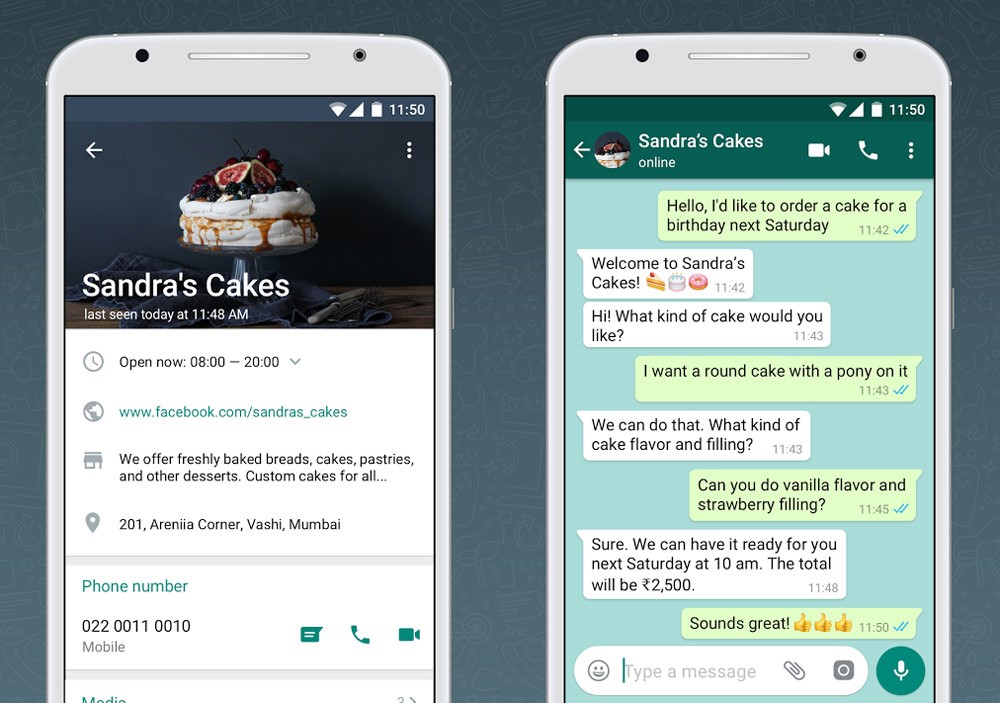 11:50
Sandra's Cakes
last seen today at 11:48 AM
Open now: 08:00 — 20:00
www.facebook.com/sandras_cakes
We offer freshly baked breads, cakes, pastries,
and other desserts. Custom cakes for all...
201, Areniia Corner, Vashi, Mumbai
Phone number
022 0011 0010
Mobile
Media
11:50
Sandra's Cakes
online
Hello, I'd like to order a cake for a
birthday next Saturday 11:42
Welcome to Sandra's
Cakes! 🍰🎂🍩 11:42
Hi! What kind of cake would you
like? 11:43
I want a round cake with a pony on it
11:43
We can do that. What kind of
cake flavor and filling? 11:43
Can you do vanilla flavor and
strawberry filling? 11:45
Sure. We can have it ready for you
next Saturday at 10 am. The total
will be ₹2,500. 11:48
Sounds great! 👍👍👍 11:50
Type a message